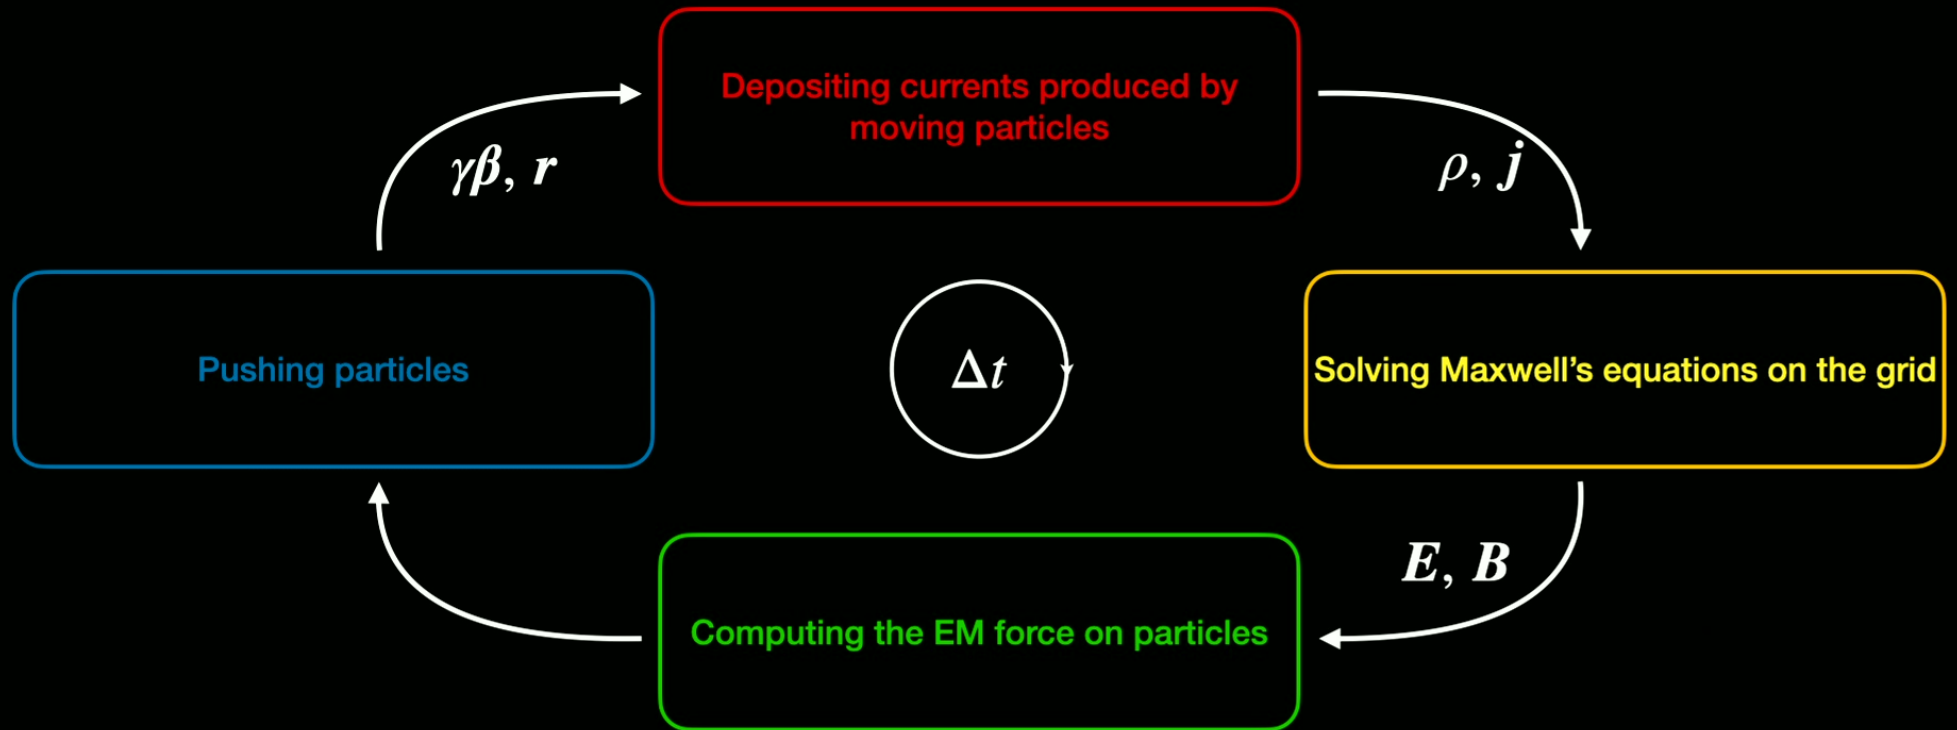 Depositing currents produced by
moving particles
γβ, r
ρ, j
Pushing particles
Δt
Solving Maxwell’s equations on the grid
E, B
Computing the EM force on particles